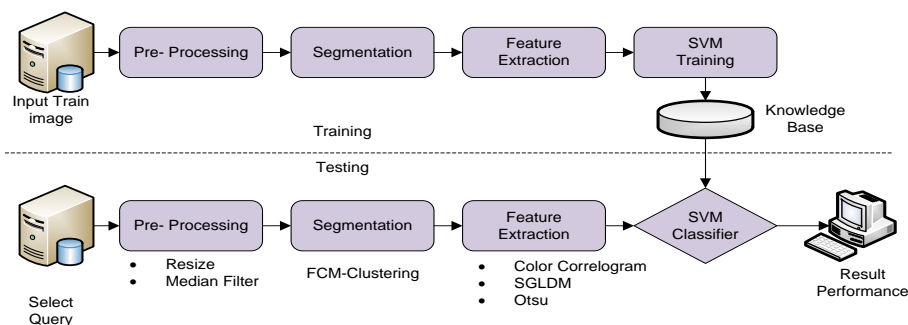 Input Train
image
Pre- Processing
Segmentation
Feature
Extraction
SVM
Training
Knowledge
Base
Training
Testing
Select
Query
Pre- Processing
Resize
Median Filter
Segmentation
FCM-Clustering
Feature
Extraction
Color Correlogram
SGLDM
Otsu
SVM
Classifier
Result
Performance